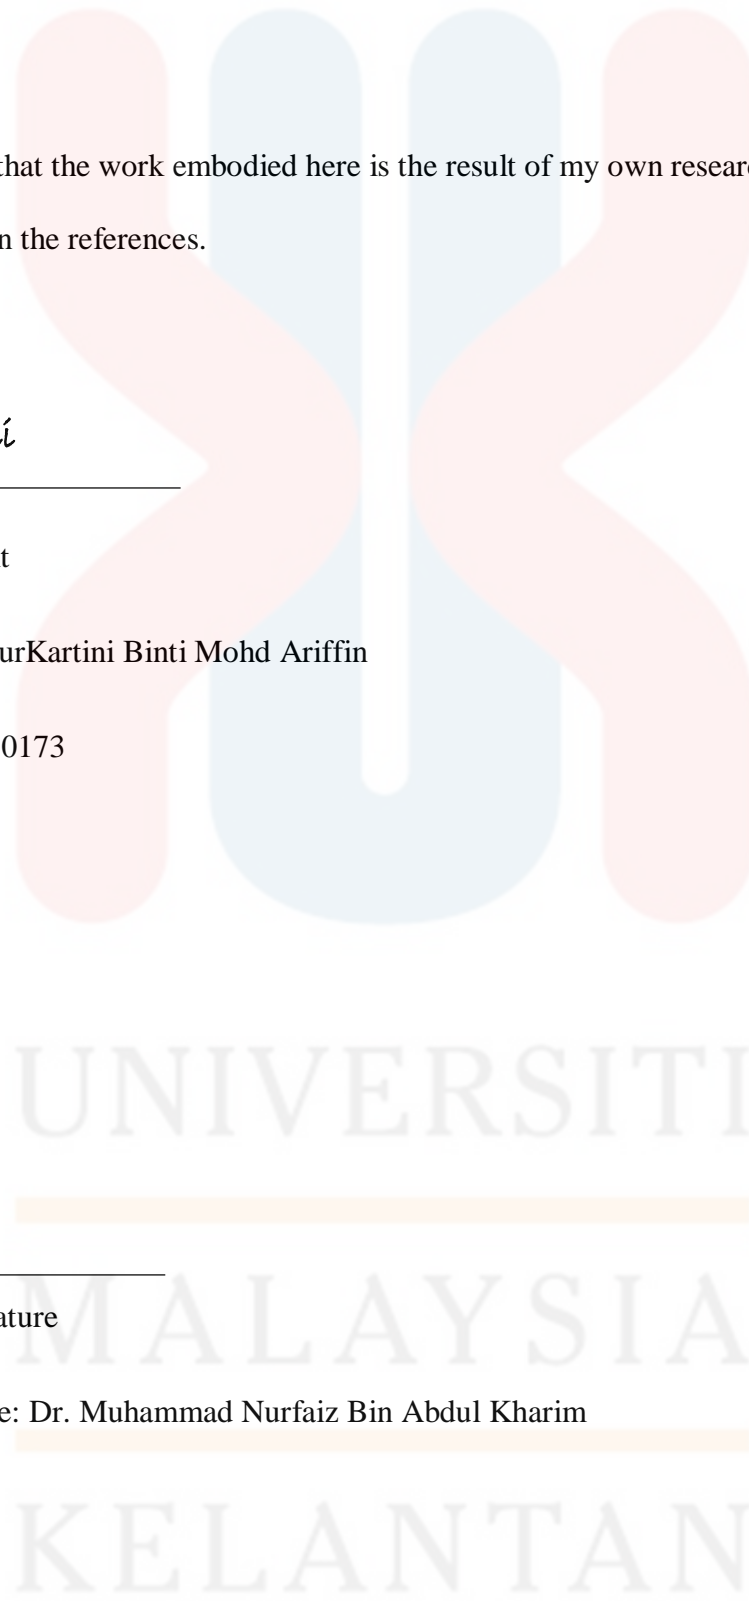 that the work embodied here is the result of my own
the references.
urKartini Binti Mohd Ariffin
0173
UNIVERSITI
ature
MALAYSIA
e: Dr. Muhammad Nurfaiz Bin Abdul Kharim
KELANTAN